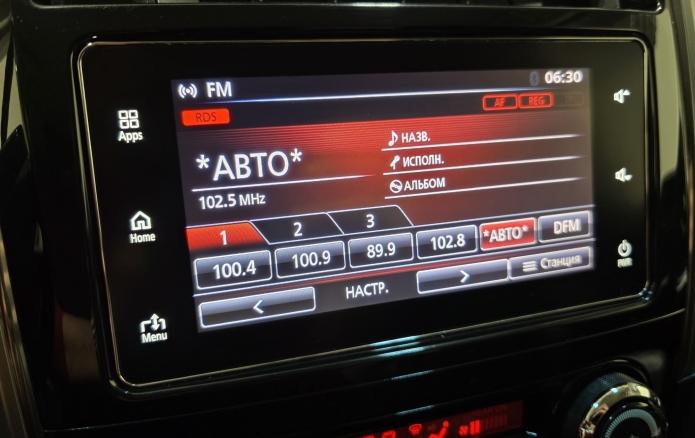 FM
06:30
RDS
AF
REG
Apps
*АВТО*
НАЗВ.
ИСПОЛН.
АЛЬБОМ
102.5 MHz
Home
1 2 3
100.4 100.9 89.9 102.8 *АВТО* DFM
< НАСТР. > Станция
PWR
Menu